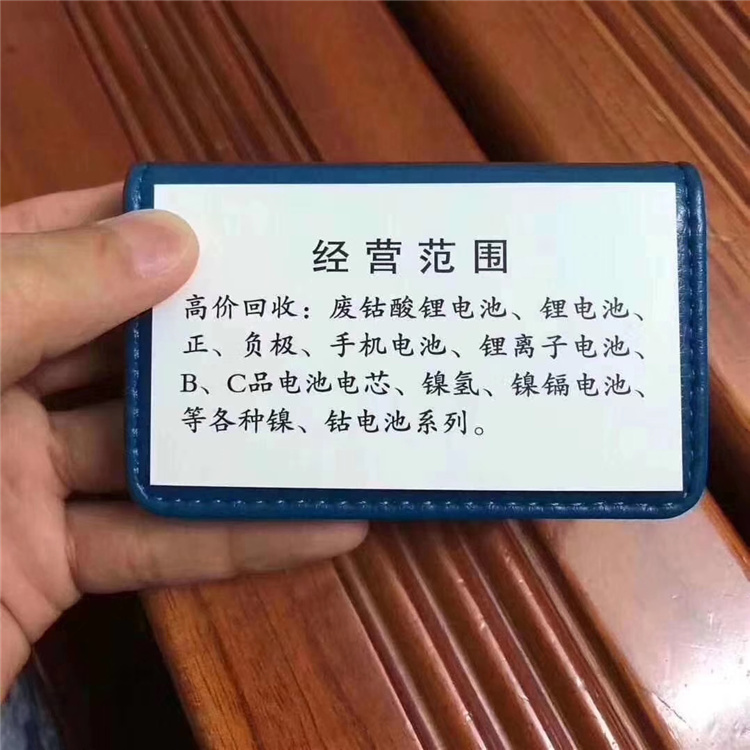 经营范围
高价回收：废钴酸锂电池、锂电池、
正、负极、手机电池、锂离子电池、
B、C品电池电芯、镍氢、镍镉电池、
等各种镍、钴电池系列。